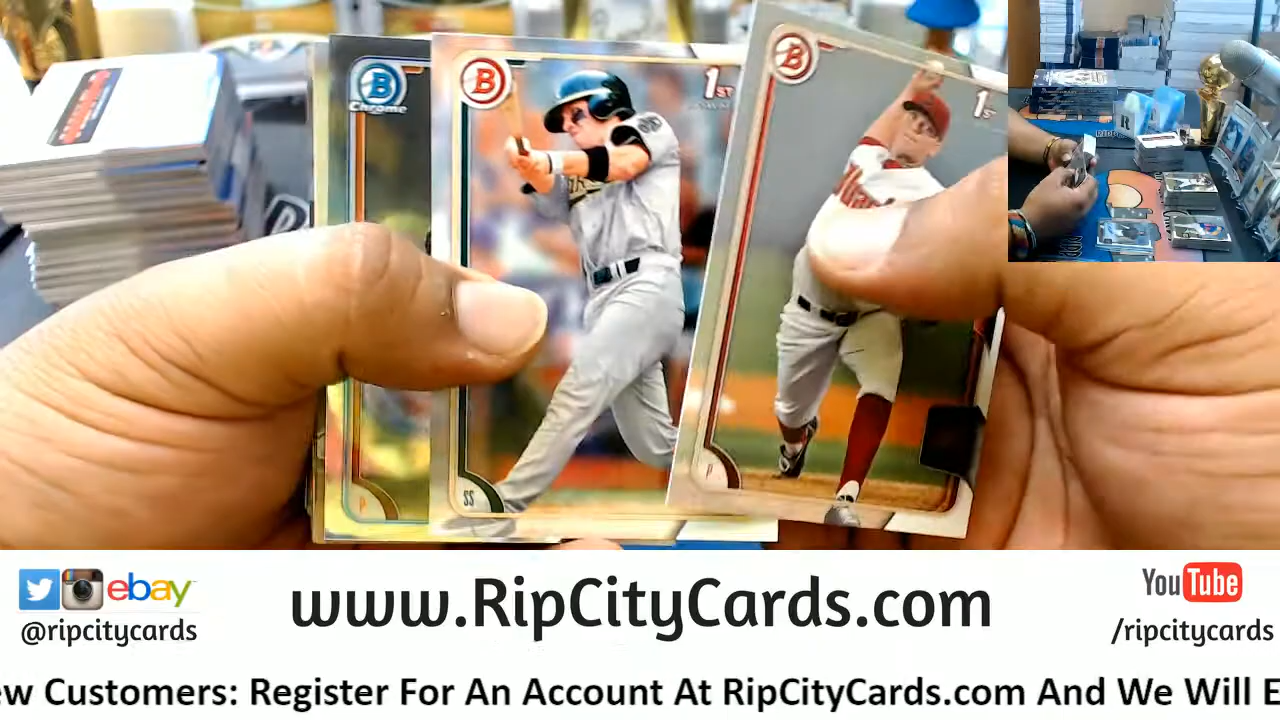 B
Chrome
B
1ST
SS
B
1st
P
R
www.RipCityCards.com
ebay
@ripcitycards
YouTube
/ripcitycards
ew Customers: Register For An Account At RipCityCards.com And We Will E